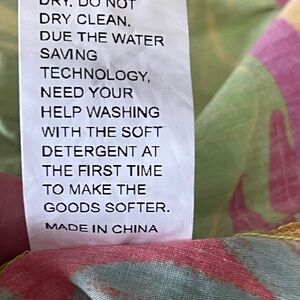 DRY, DO NOT
DRY CLEAN.
DUE THE WATER
SAVING
TECHNOLOGY,
NEED YOUR
HELP WASHING
WITH THE SOFT
DETERGENT AT
THE FIRST TIME
TO MAKE THE
GOODS SOFTER.
MADE IN CHINA